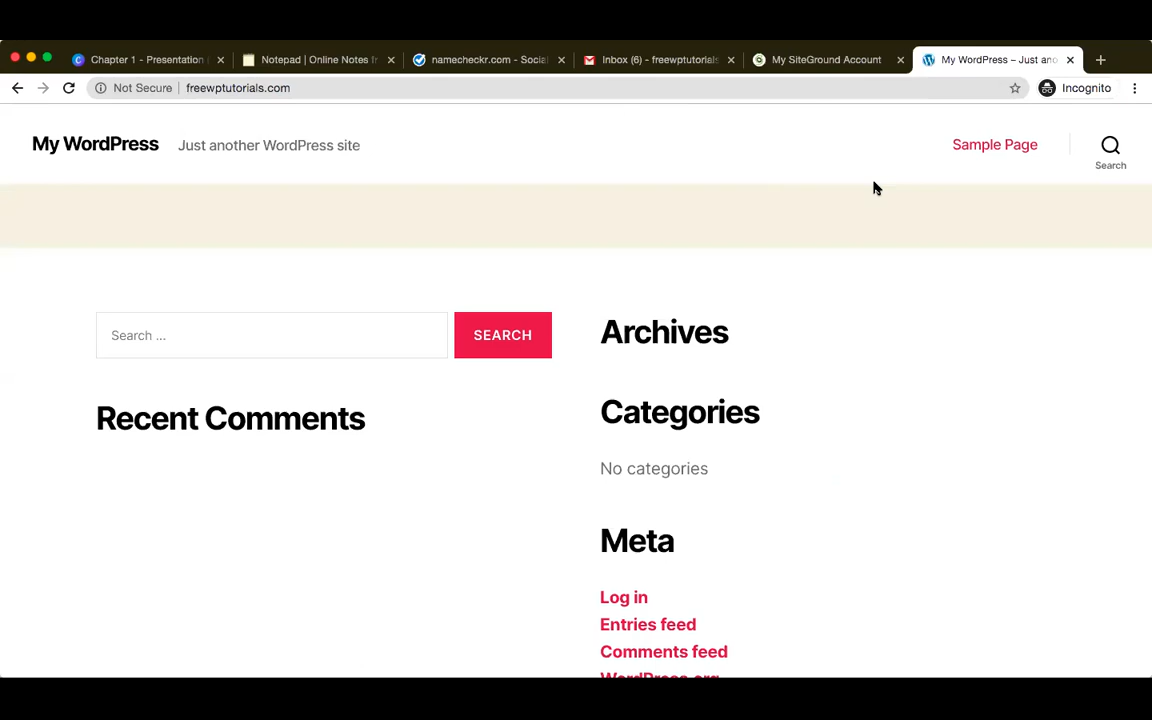 Chapter 1 - Presentation
Notepad | Online Notes f
namecheckr.com - Social
Inbox (6) - freewptutorials
My SiteGround Account
My WordPress – Just ano
Not Secure
freewptutorials.com
Incognito
My WordPress
Just another WordPress site
Sample Page
Search
Search ...
SEARCH
Recent Comments
Archives
Categories
No categories
Meta
Log in
Entries feed
Comments feed
WordPress.org